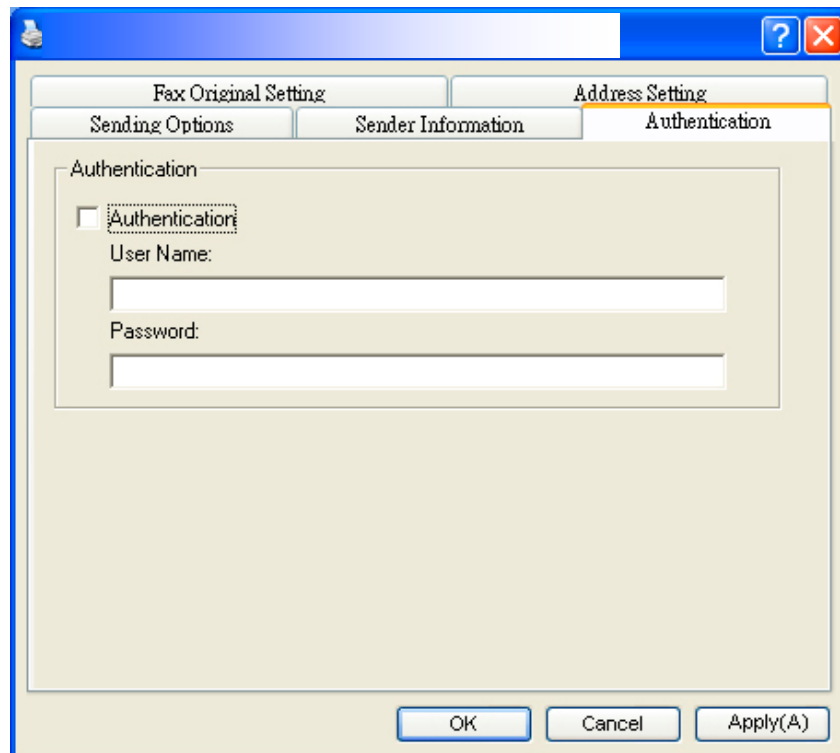 ?
Fax Original Setting
Address Setting
Sending Options
Sender Information
Authentication
Authentication
Authentication
User Name:
Password:
OK
Cancel
Apply(A)